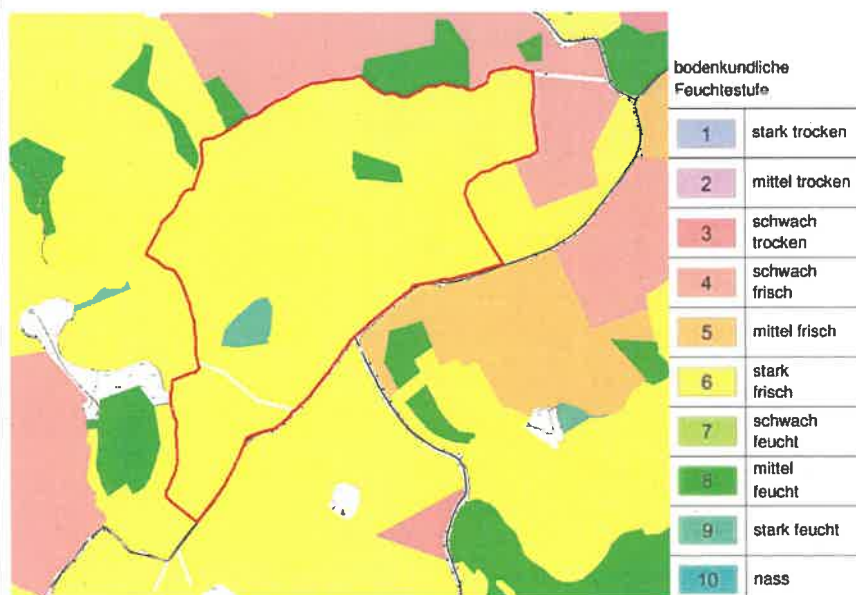 bodenkundliche
Feuchtestufe
1 stark trocken
2 mittel trocken
3 schwach
trocken
4 schwach
frisch
5 mittel frisch
6 stark
frisch
7 schwach
feucht
8 mittel
feucht
9 stark feucht
10 nass